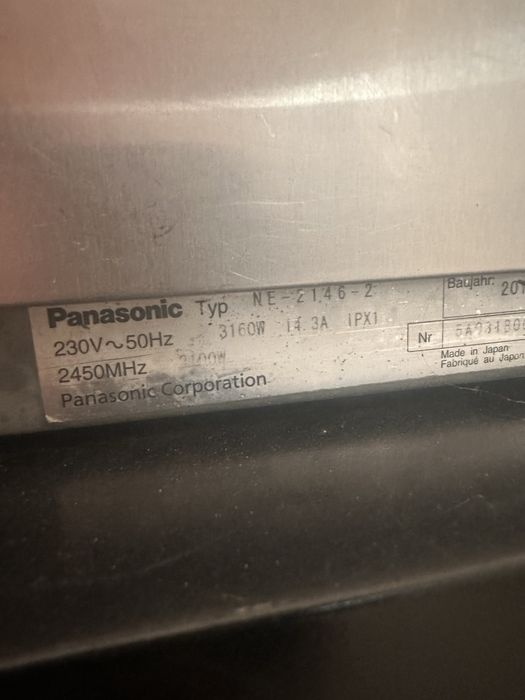 Panasonic Typ NE-2146-2
230V~50Hz 3160W 14.3A IPX1
2450MHz 2100W
Panasonic Corporation
Baujahr:
Nr
Made in Japan
Fabriqué au Japon